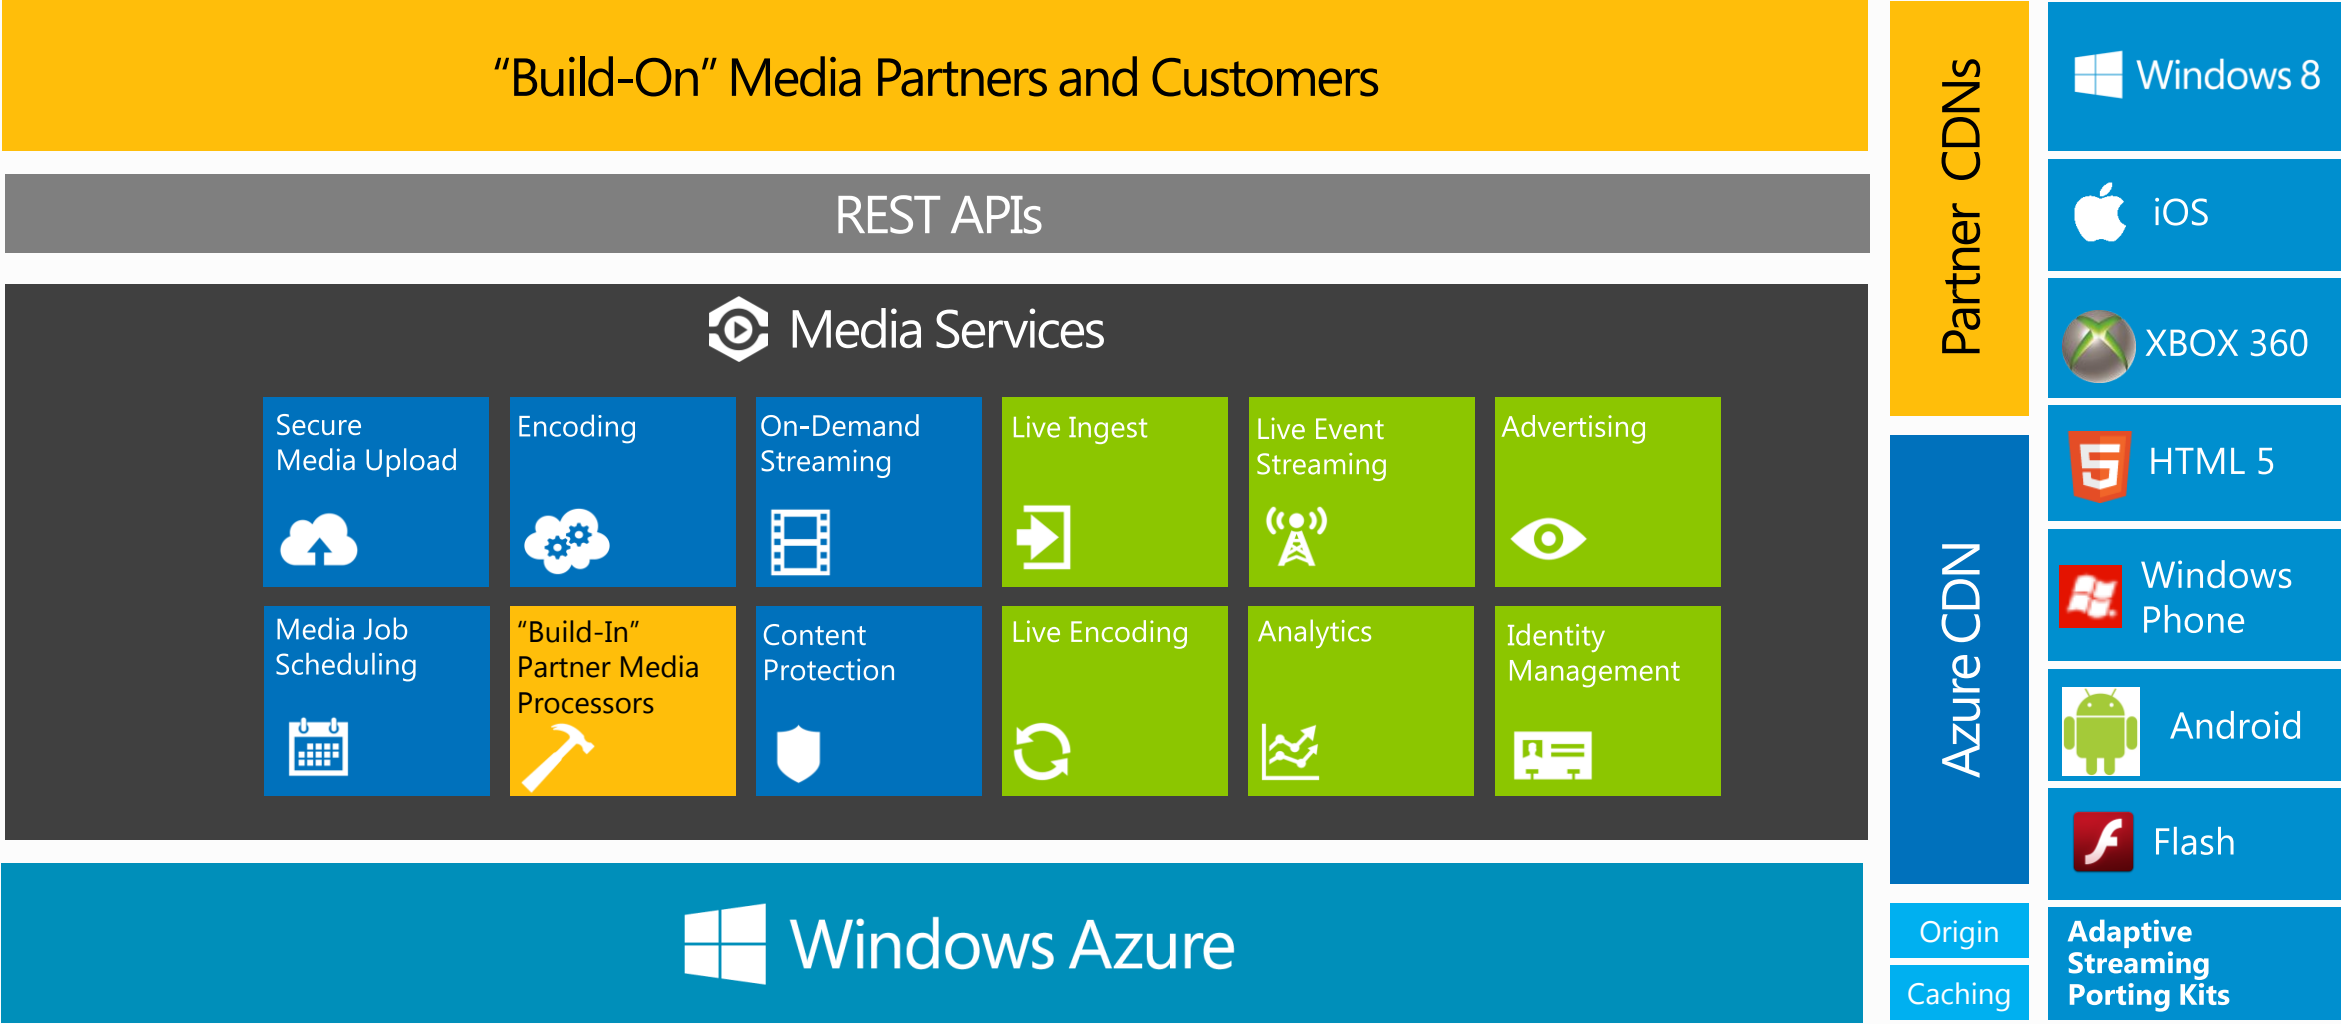 “Build-On” Media Partners and Customers
REST APIs
Media Services
Secure
Media Upload
Encoding
On-Demand
Streaming
Live Ingest
Live Event
Streaming
Advertising
Media Job
Scheduling
“Build-In”
Partner Media
Processors
Content
Protection
Live Encoding
Analytics
Identity
Management
Windows Azure
Partner CDNs
Azure CDN
Origin
Caching
Windows 8
iOS
XBOX 360
HTML 5
Windows
Phone
Android
Flash
Adaptive
Streaming
Porting Kits